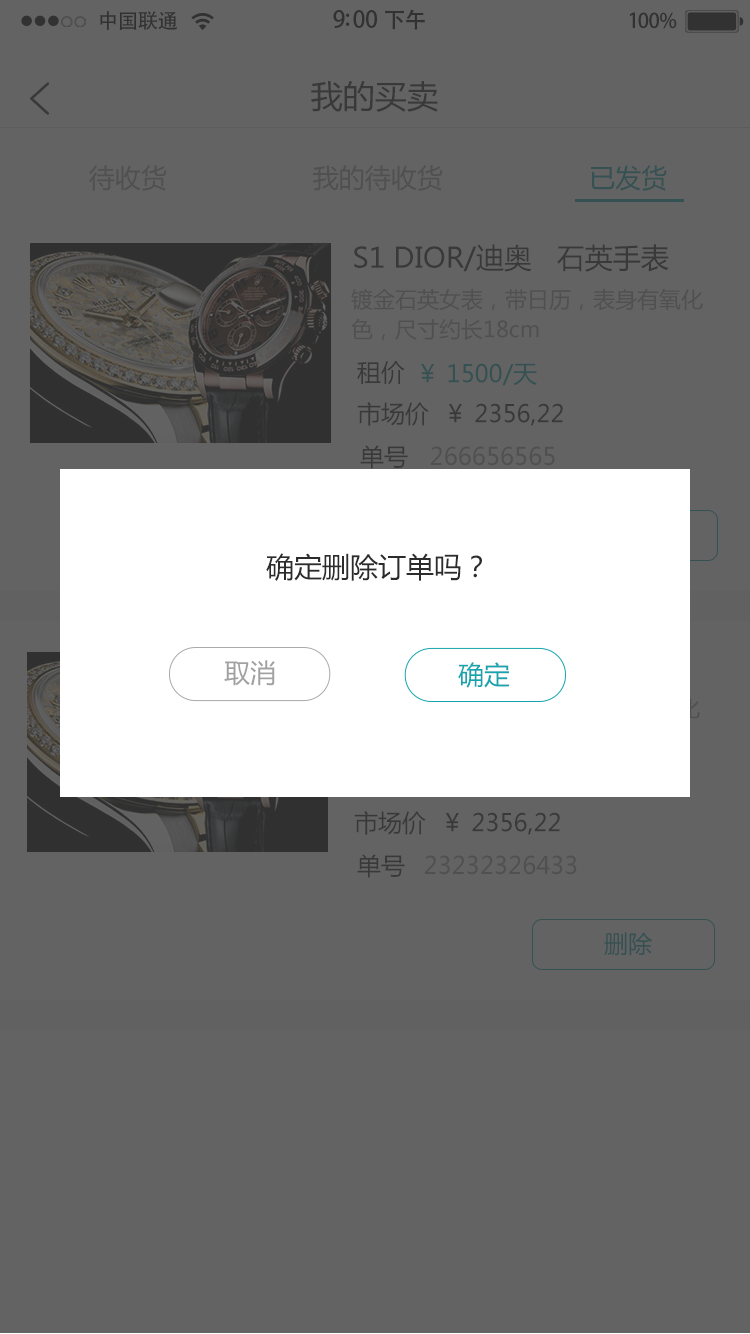 中国联通
9:00 下午
100%
我的买卖
待收货
我的待收货
已发货
S1 DIOR/迪奥 石英手表
镀金石英女表，带日历，表身有氧化
色，尺寸约长18cm
租价 ¥ 1500/天
市场价 ¥ 2356,22
单号 266656565
确定删除订单吗？
取消
确定
市场价 ¥ 2356,22
单号 23232326433
删除